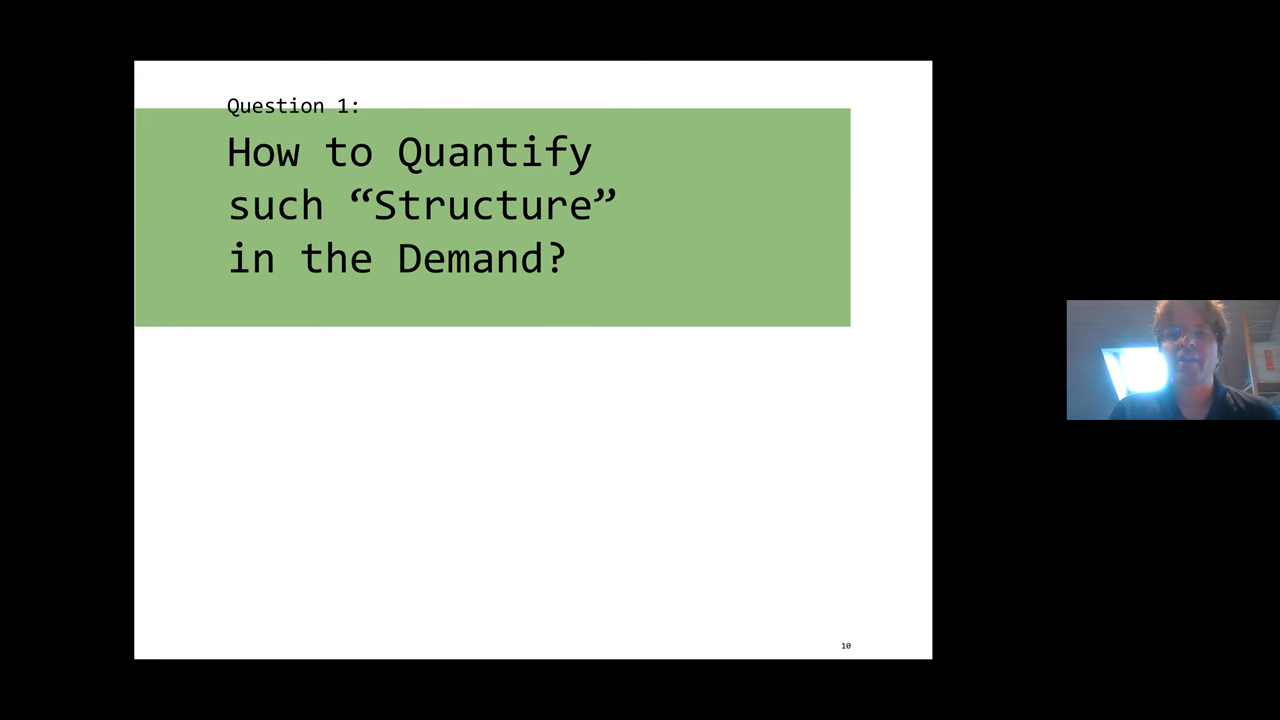 Question 1:
How to Quantify
such “Structure”
in the Demand?
10